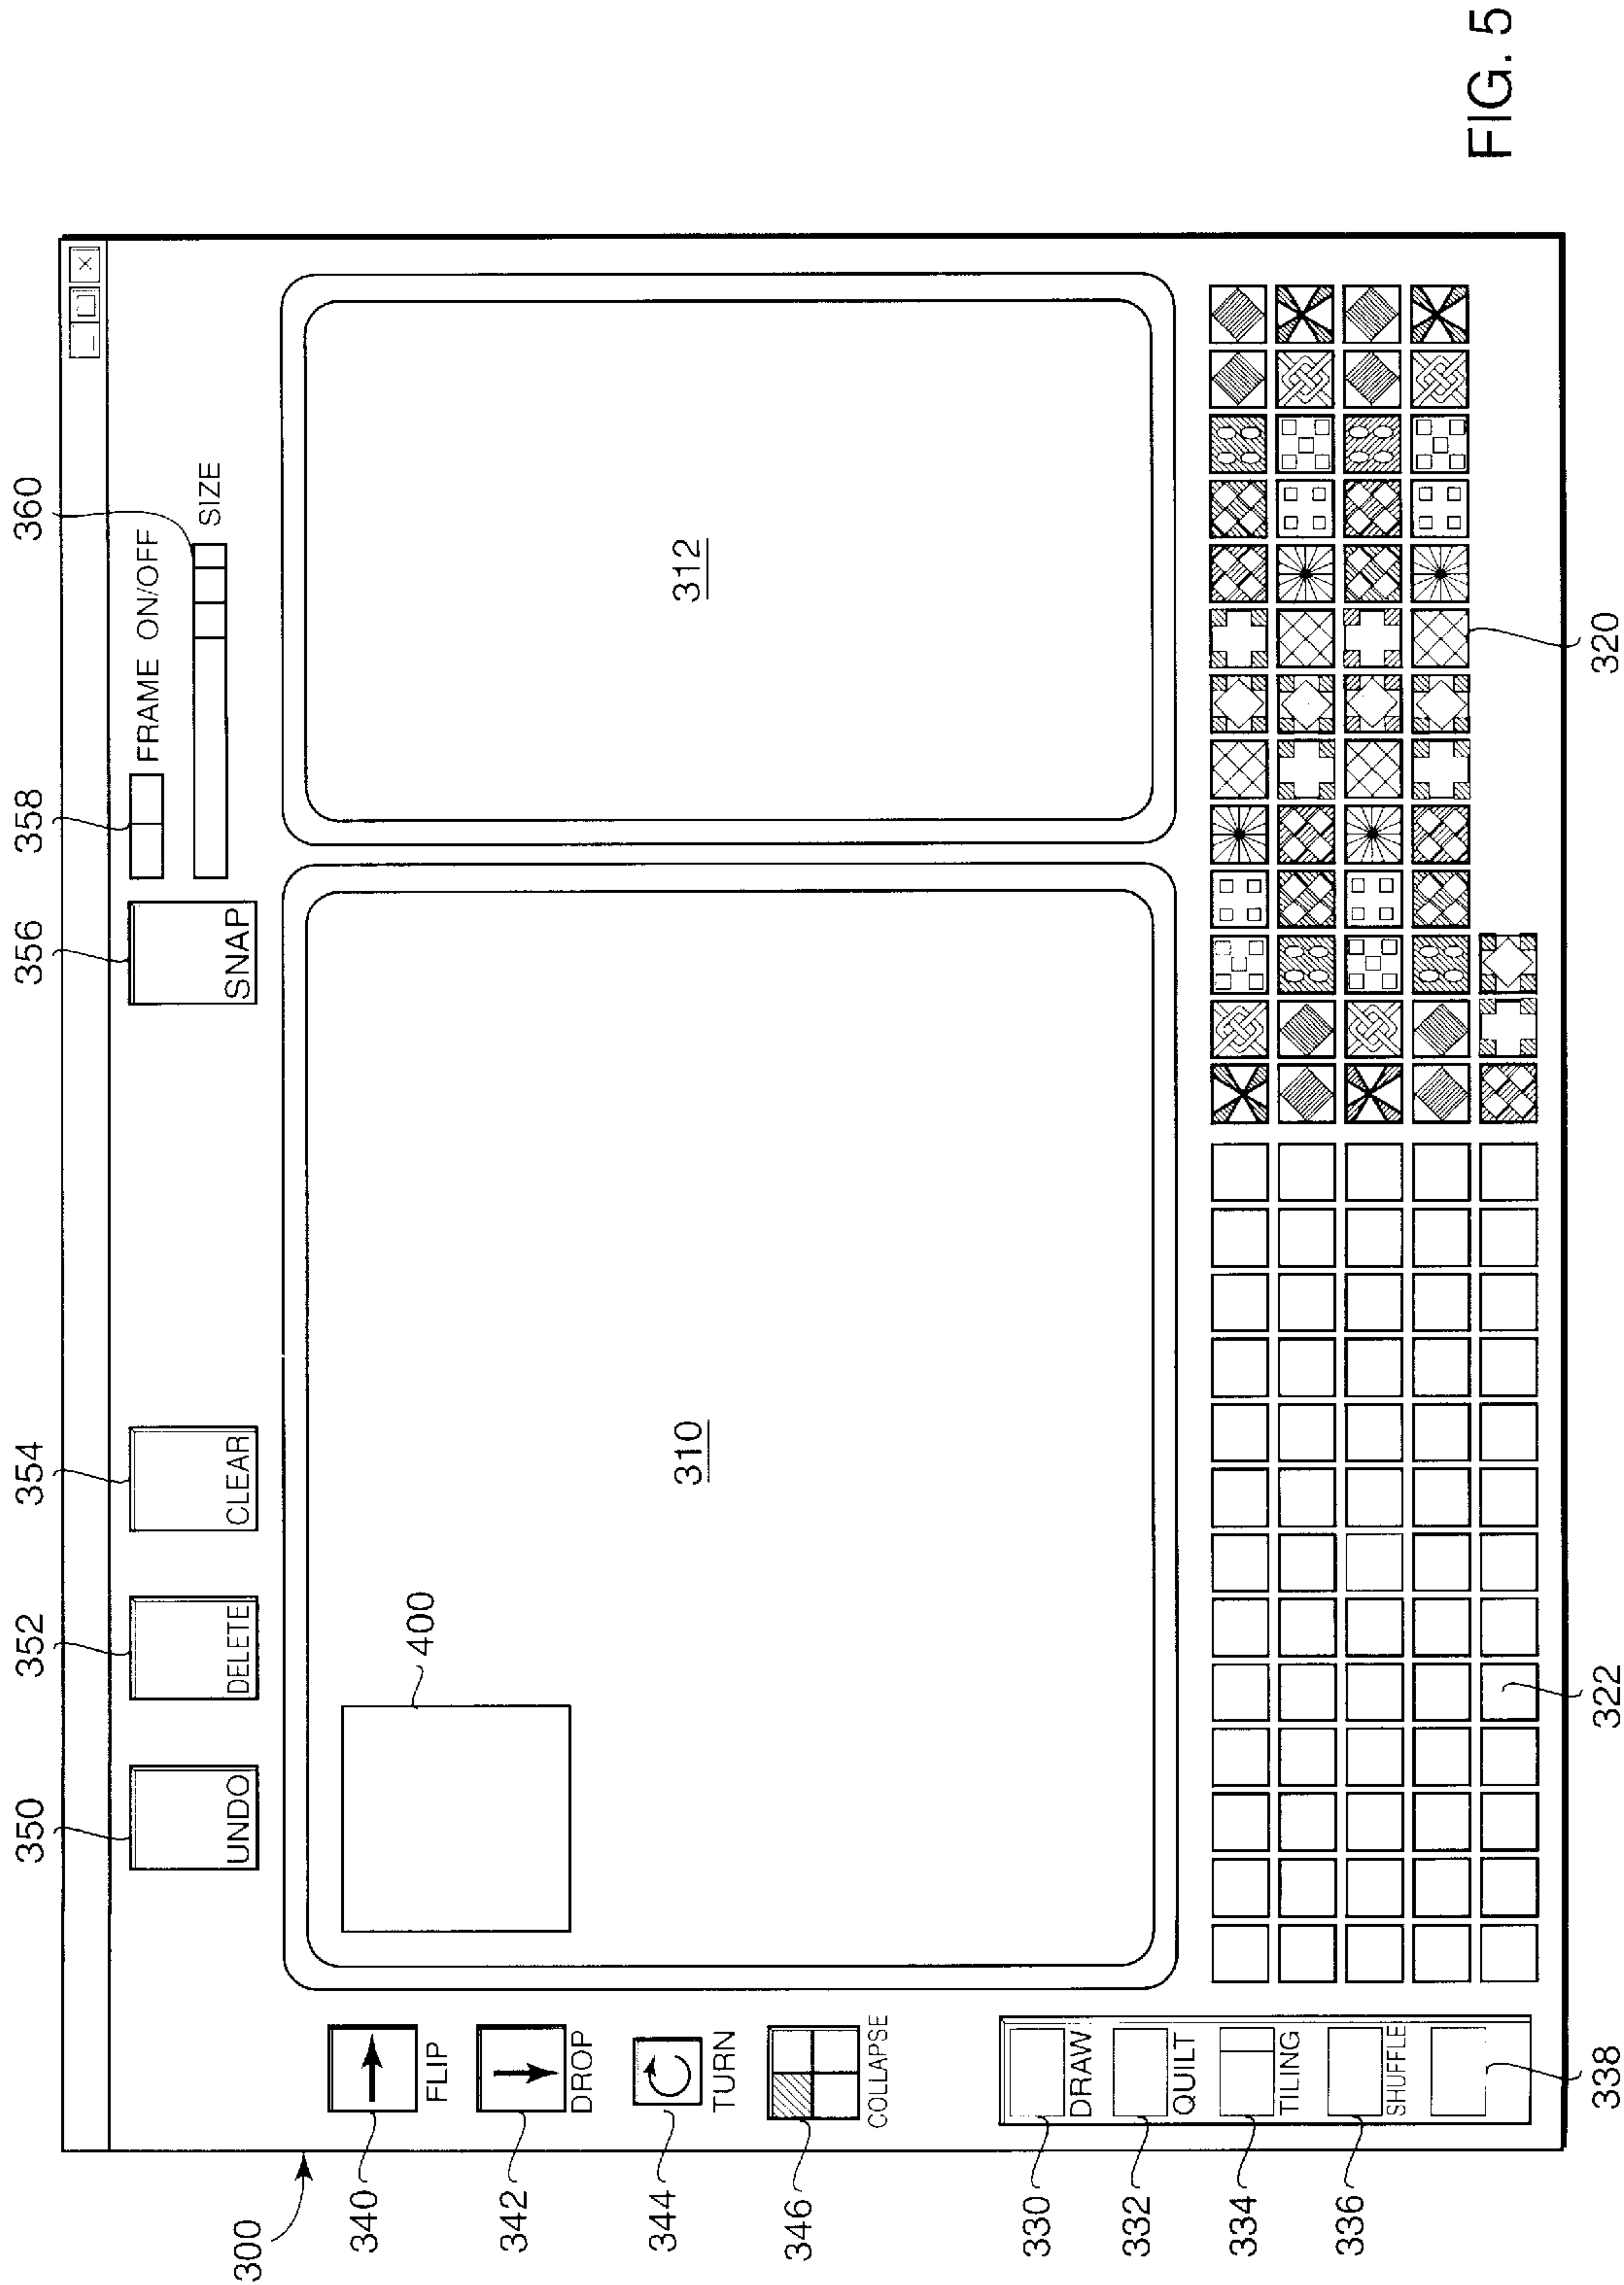 350
352
354
356
358
360
FRAME ON/OFF
SIZE
UNDO
DELETE
CLEAR
SNAP
300
340
FLIP
342
DROP
344
TURN
346
COLLAPSE
400
310
312
330
DRAW
332
QUILT
334
TILING
336
SHUFFLE
338
322
320
FIG. 5